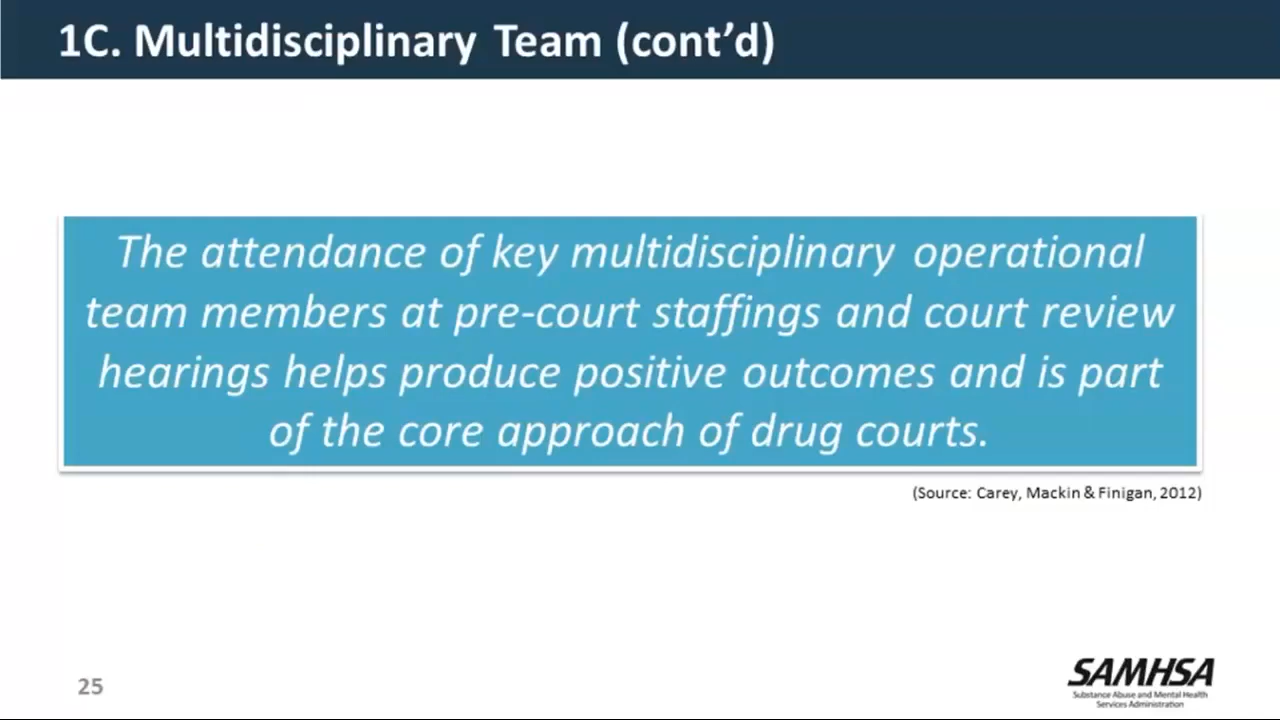 1C. Multidisciplinary Team (cont’d)
The attendance of key multidisciplinary operational
team members at pre-court staffings and court review
hearings helps produce positive outcomes and is part
of the core approach of drug courts.
(Source: Carey, Mackin & Finigan, 2012)
25
SAMHSA
Substance Abuse and Mental Health
Services Administration